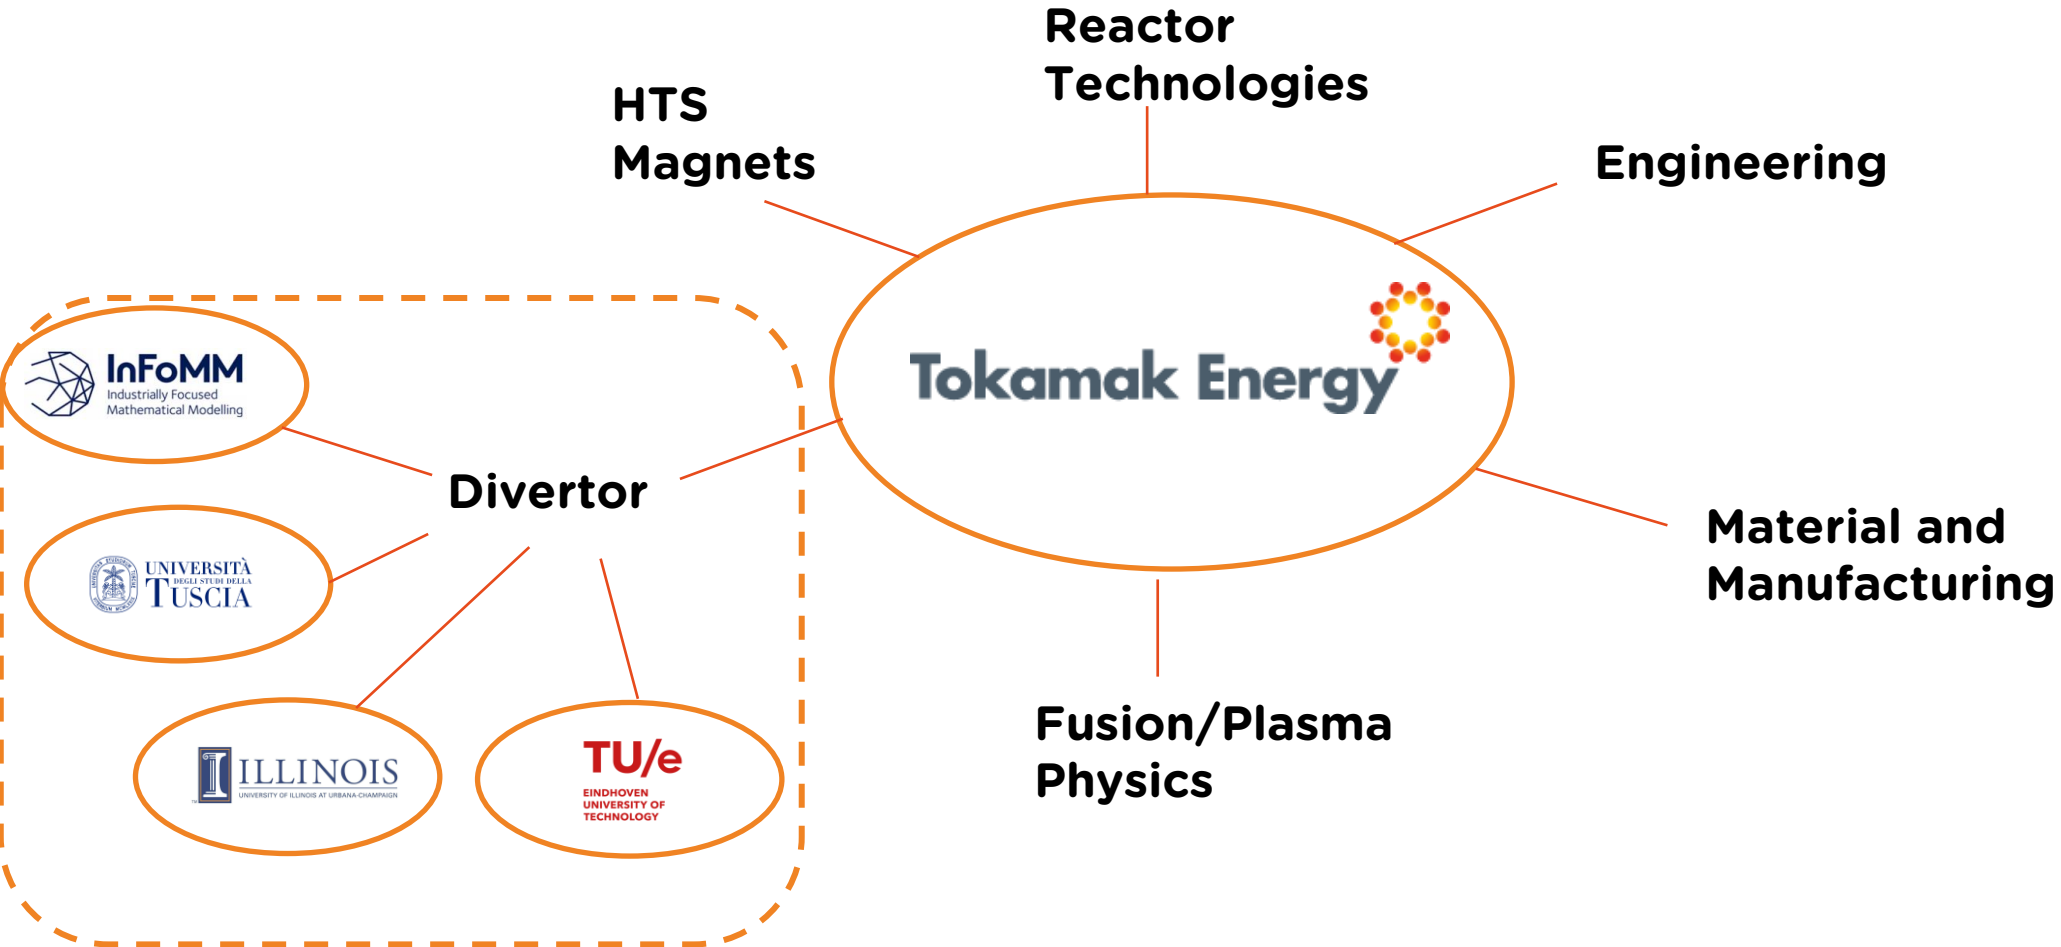 Reactor
Technologies
HTS
Magnets
Engineering
Tokamak Energy
InFoMM
Industrially Focused
Mathematical Modelling
Divertor
UNIVERSITÀ
DEGLI STUDI DELLA
TUSCIA
Material and
Manufacturing
ILLINOIS
UNIVERSITY OF ILLINOIS AT URBANA-CHAMPAIGN
TM
TU/e
EINDHOVEN
UNIVERSITY OF
TECHNOLOGY
Fusion/Plasma
Physics